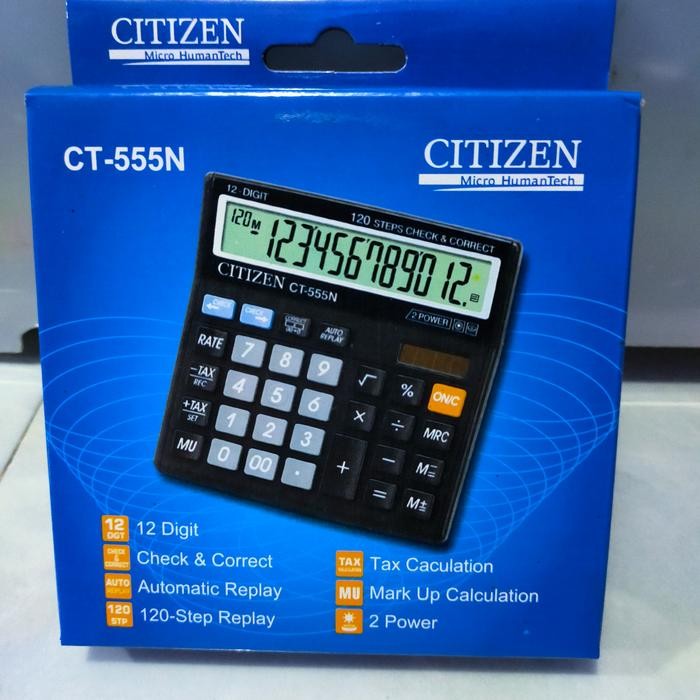 CITIZEN
Micro HumanTech
CT-555N
CITIZEN
Micro HumanTech
12-DIGIT
120 STEPS CHECK & CORRECT
120M
-123456789012.
CITIZEN CT-555N
2 POWER
CHECK CHECK CORRECT AUTO REPLAY
RATE 7 8 9 √ % ON/C
-TAX REC 4 5 6 × ÷ MRC
+TAX SET 1 2 3 − M=
MU 0 00 . + = M±
12 DGT 12 Digit
CHECK & CORRECT Check & Correct
AUTO REPLAY Automatic Replay
120 STP 120-Step Replay
TAX CALCULATION Tax Caculation
MU Mark Up Calculation
2 Power